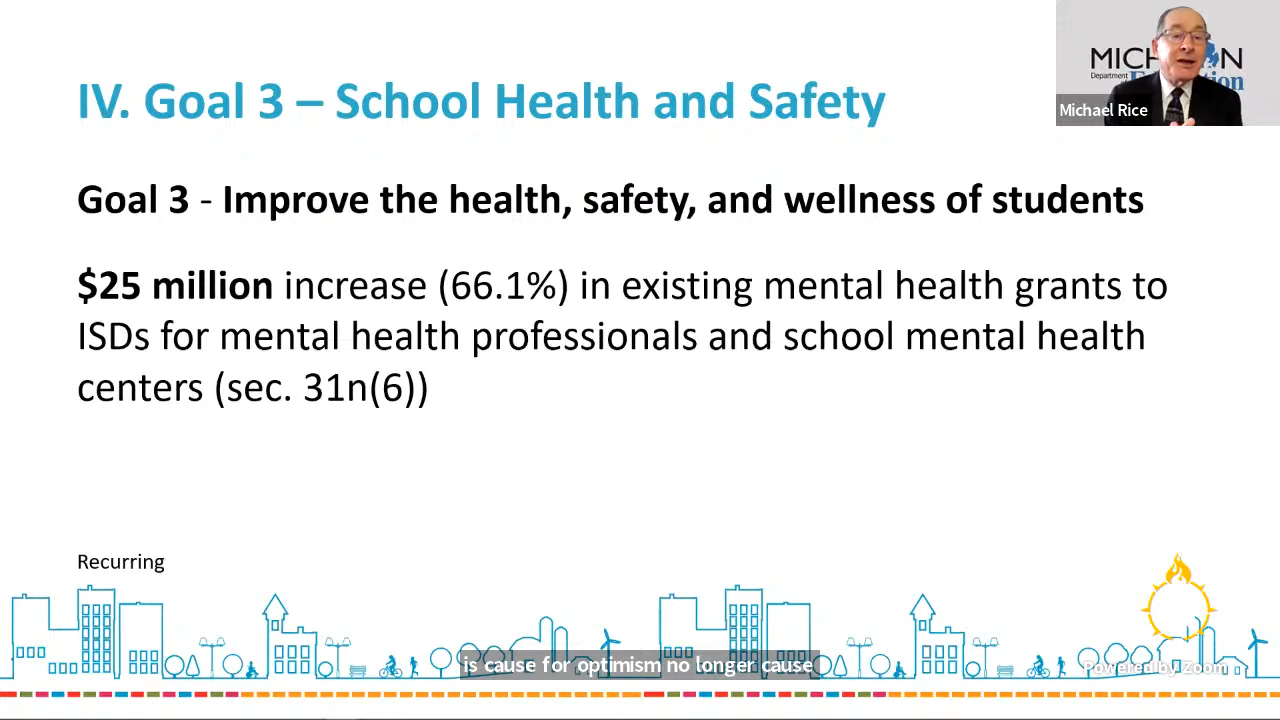 IV. Goal 3 – School Health and Safety
MICH
N
Department
Michael Rice
Goal 3 - Improve the health, safety, and wellness of students
$25 million increase (66.1%) in existing mental health grants to
ISDs for mental health professionals and school mental health
centers (sec. 31n(6))
Recurring
is cause for optimism no longer cause
Powered by Zoom